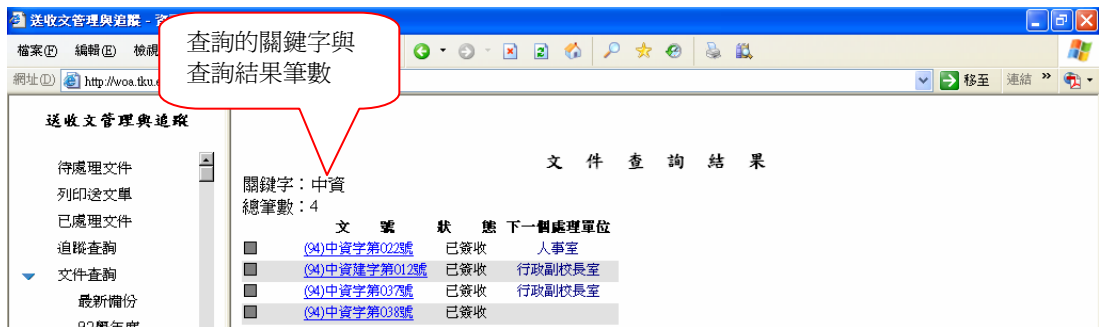 送收文管理與追蹤 -
檔案(F) 編輯(E) 檢視
查詢的關鍵字與
查詢結果筆數
網址(D) http://woa.tku.e
移至 連結 »
送收文管理與追蹤
待處理文件
列印送文單
已處理文件
追蹤查詢
文件查詢
最新備份
文 件 查 詢 結 果
關鍵字：中資
總筆數：4
文 號 狀 態 下一個處理單位
(94)中資字第022號 已簽收 人事室
(94)中資建字第012號 已簽收 行政副校長室
(94)中資字第037號 已簽收 行政副校長室
(94)中資字第038號 已簽收